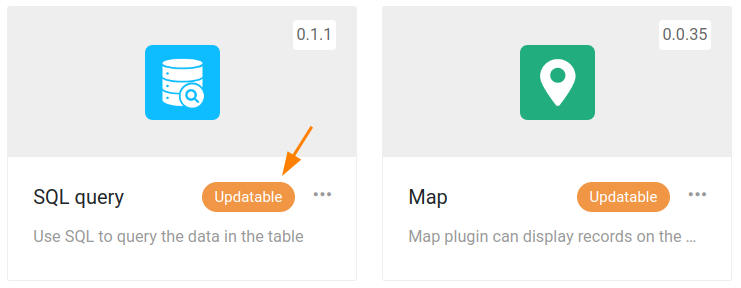 0.1.1
SQL query
Updatable
Use SQL to query the data in the table
0.0.35
Map
Updatable
Map plugin can display records on the ...